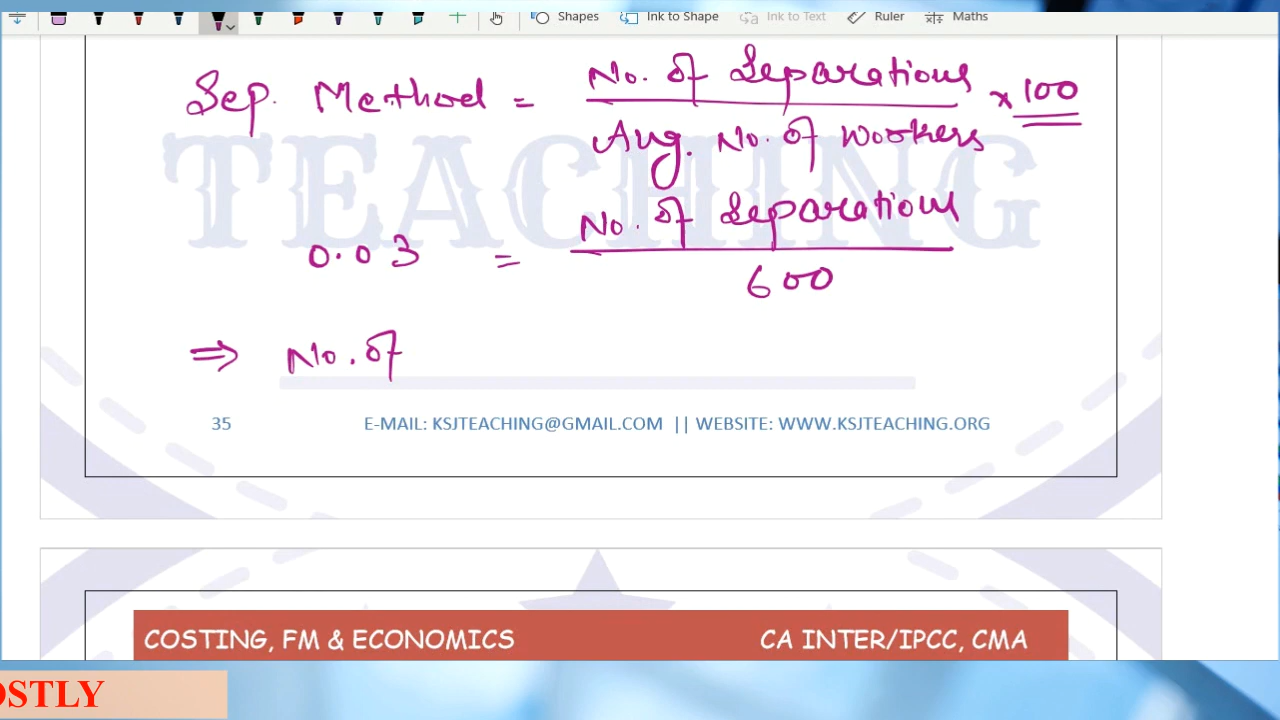 Shapes Ink to Shape Ink to Text Ruler Maths
Sep. Method = No. of Separations × 100
Avg. No. of Workers
0.03 = No. of Separations
600
⇒ No. of
TEACHING
35 E-MAIL: KSJTEACHING@GMAIL.COM || WEBSITE: WWW.KSJTEACHING.ORG
COSTING, FM & ECONOMICS CA INTER/IPCC, CMA
OSTLY